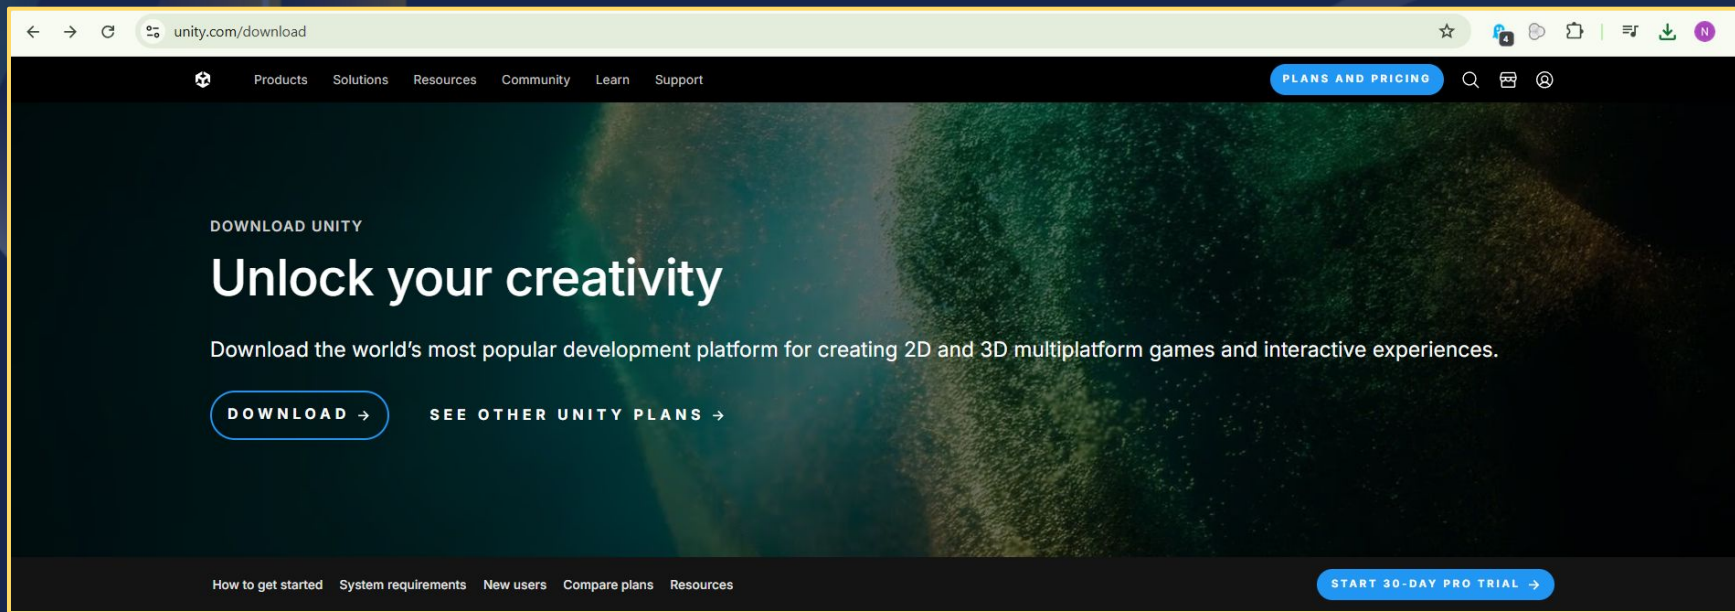 unity.com/download
4
N
Products Solutions Resources Community Learn Support
PLANS AND PRICING
DOWNLOAD UNITY
Unlock your creativity
Download the world's most popular development platform for creating 2D and 3D multiplatform games and interactive experiences.
DOWNLOAD → SEE OTHER UNITY PLANS →
How to get started System requirements New users Compare plans Resources
START 30-DAY PRO TRIAL →